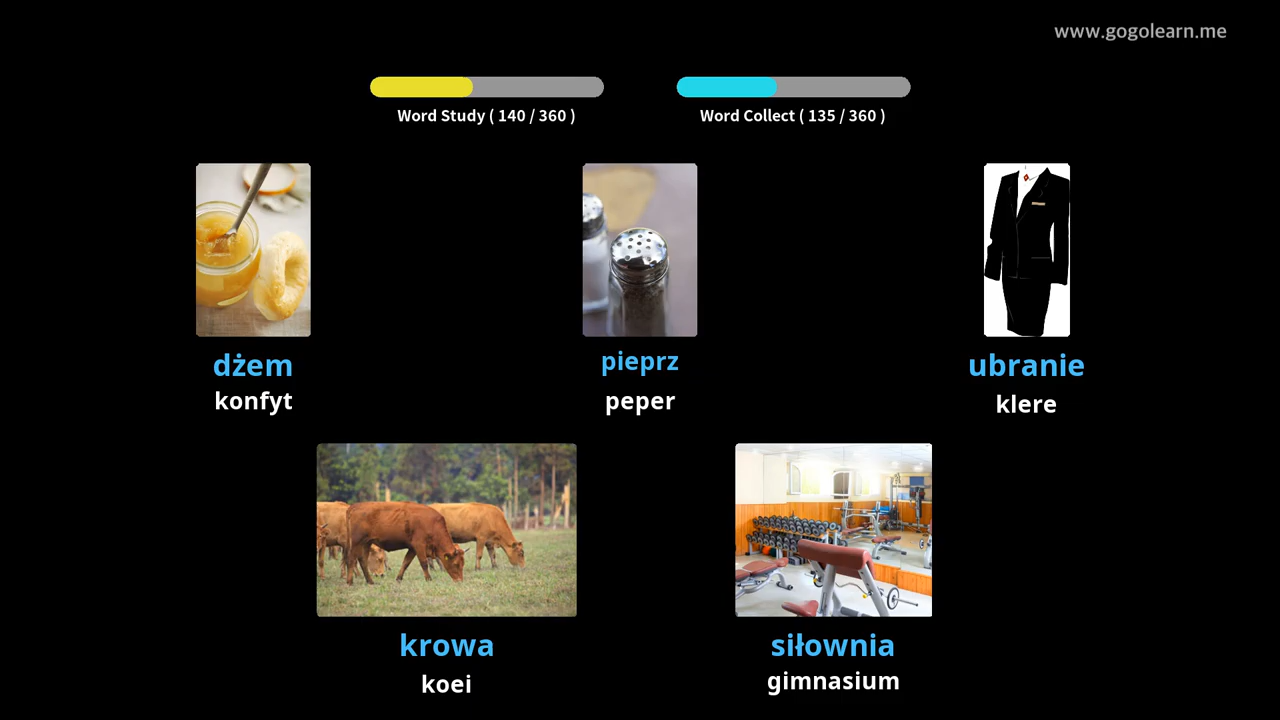 www.gogolearn.me
Word Study ( 140 / 360 )
Word Collect ( 135 / 360 )
dżem
konfyt
pieprz
peper
ubranie
klere
krowa
koei
siłownia
gimnasium